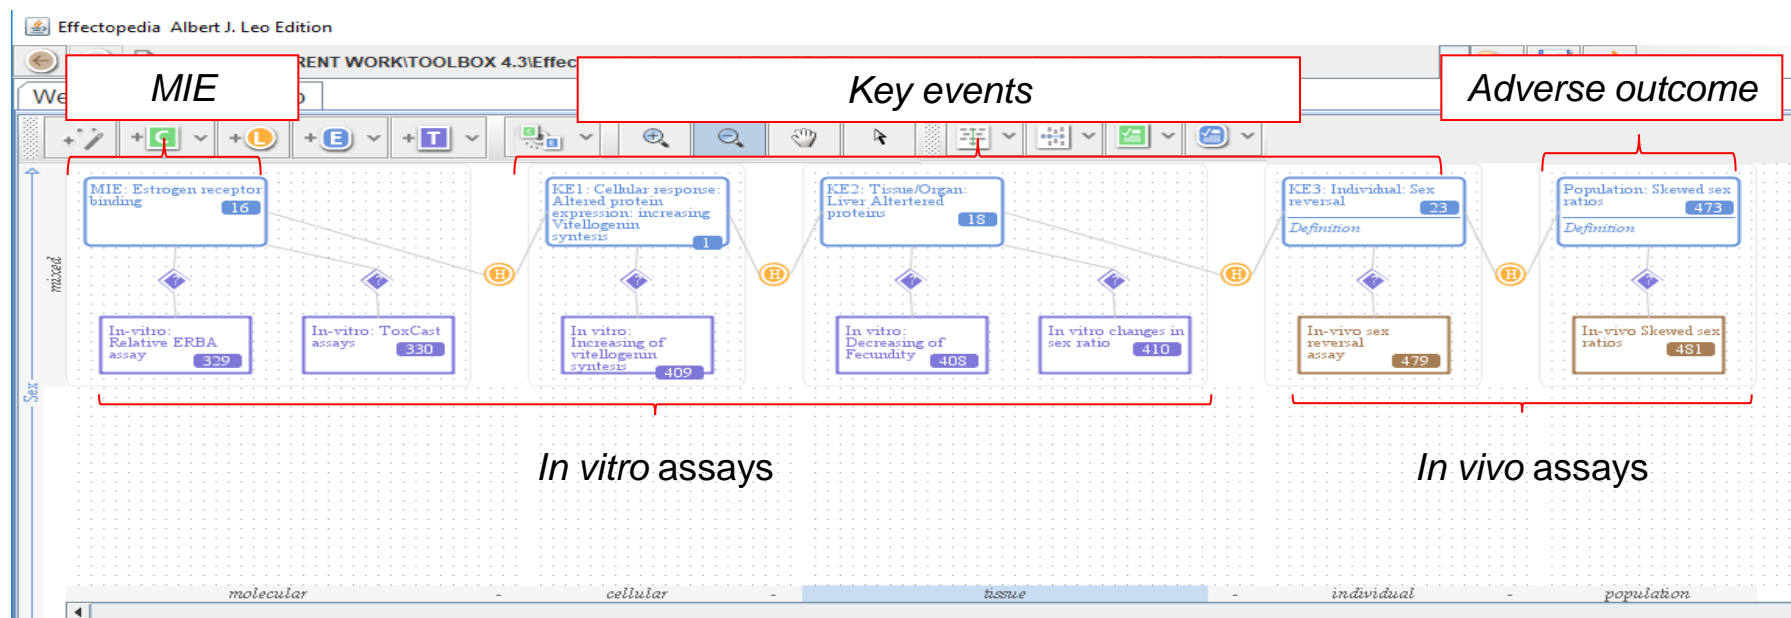 Effectopedia Albert J. Leo Edition
RENT WORK\TOOLBOX 4.3\Effec
MIE
Key events
Adverse outcome
We
+ + G + L + E + T
MIE: Estrogen receptor
binding
16
KE1: Cellular response:
Altered protein
expression: increasing
Vitellogenin
syntesis
1
KE2: Tissue/Organ:
Liver Altertered
proteins
18
KE3: Individual: Sex
reversal
23
Definition
Population: Skewed sex
ratios
473
Definition
mixed
? ? ? ? ? ? ?
H H H H
In-vitro:
Relative ERBA
assay
329
In-vitro: ToxCast
assays
330
In vitro:
Increasing of
vitellogenin
syntesis
409
In vitro:
Decreasing of
Fecundity
408
In vitro changes in
sex ratio
410
In-vivo sex
reversal
assay
479
In-vivo Skewed sex
ratios
481
Sex
In vitro assays
In vivo assays
molecular - cellular - tissue - individual - population